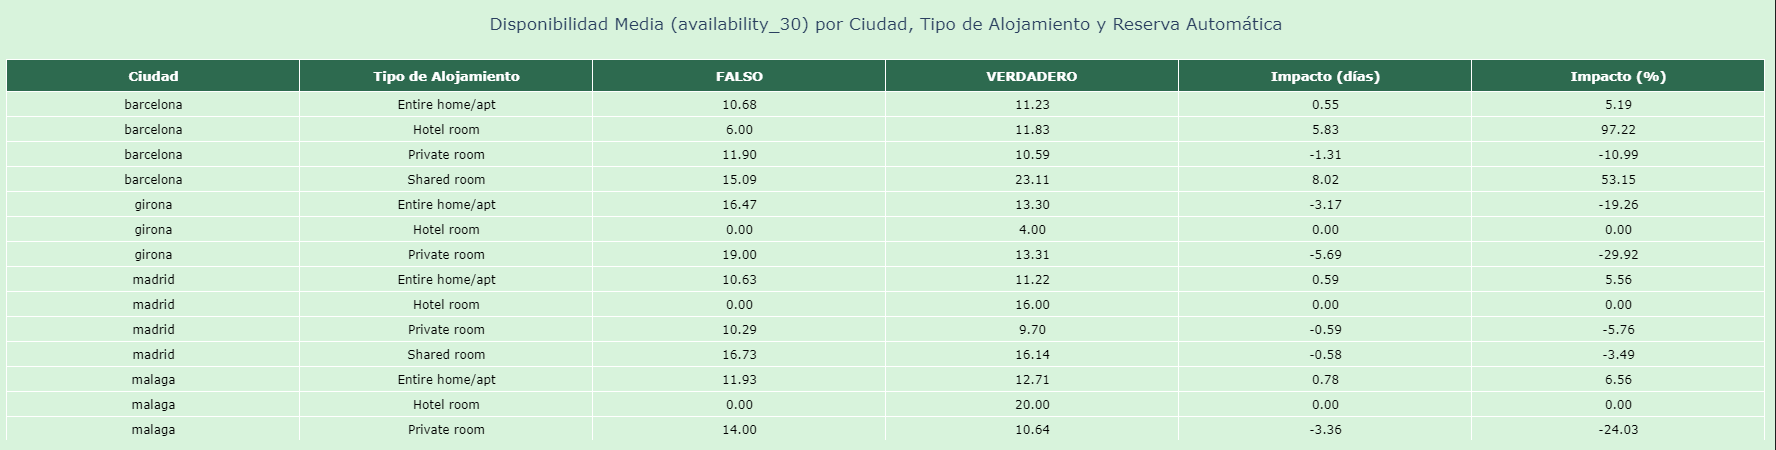 Disponibilidad Media (availability_30) por Ciudad, Tipo de Alojamiento y Reserva Automática
Ciudad Tipo de Alojamiento FALSO VERDADERO Impacto (días) Impacto (%)
barcelona Entire home/apt 10.68 11.23 0.55 5.19
barcelona Hotel room 6.00 11.83 5.83 97.22
barcelona Private room 11.90 10.59 -1.31 -10.99
barcelona Shared room 15.09 23.11 8.02 53.15
girona Entire home/apt 16.47 13.30 -3.17 -19.26
girona Hotel room 0.00 4.00 0.00 0.00
girona Private room 19.00 13.31 -5.69 -29.92
madrid Entire home/apt 10.63 11.22 0.59 5.56
madrid Hotel room 0.00 16.00 0.00 0.00
madrid Private room 10.29 9.70 -0.59 -5.76
madrid Shared room 16.73 16.14 -0.58 -3.49
malaga Entire home/apt 11.93 12.71 0.78 6.56
malaga Hotel room 0.00 20.00 0.00 0.00
malaga Private room 14.00 10.64 -3.36 -24.03